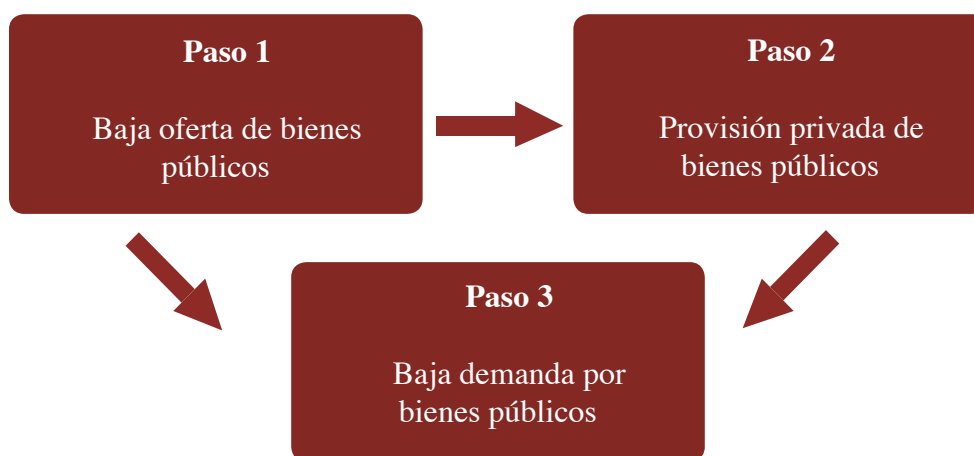 Paso 1
Baja oferta de bienes
públicos
Paso 2
Provisión privada de
bienes públicos
Paso 3
Baja demanda por
bienes públicos